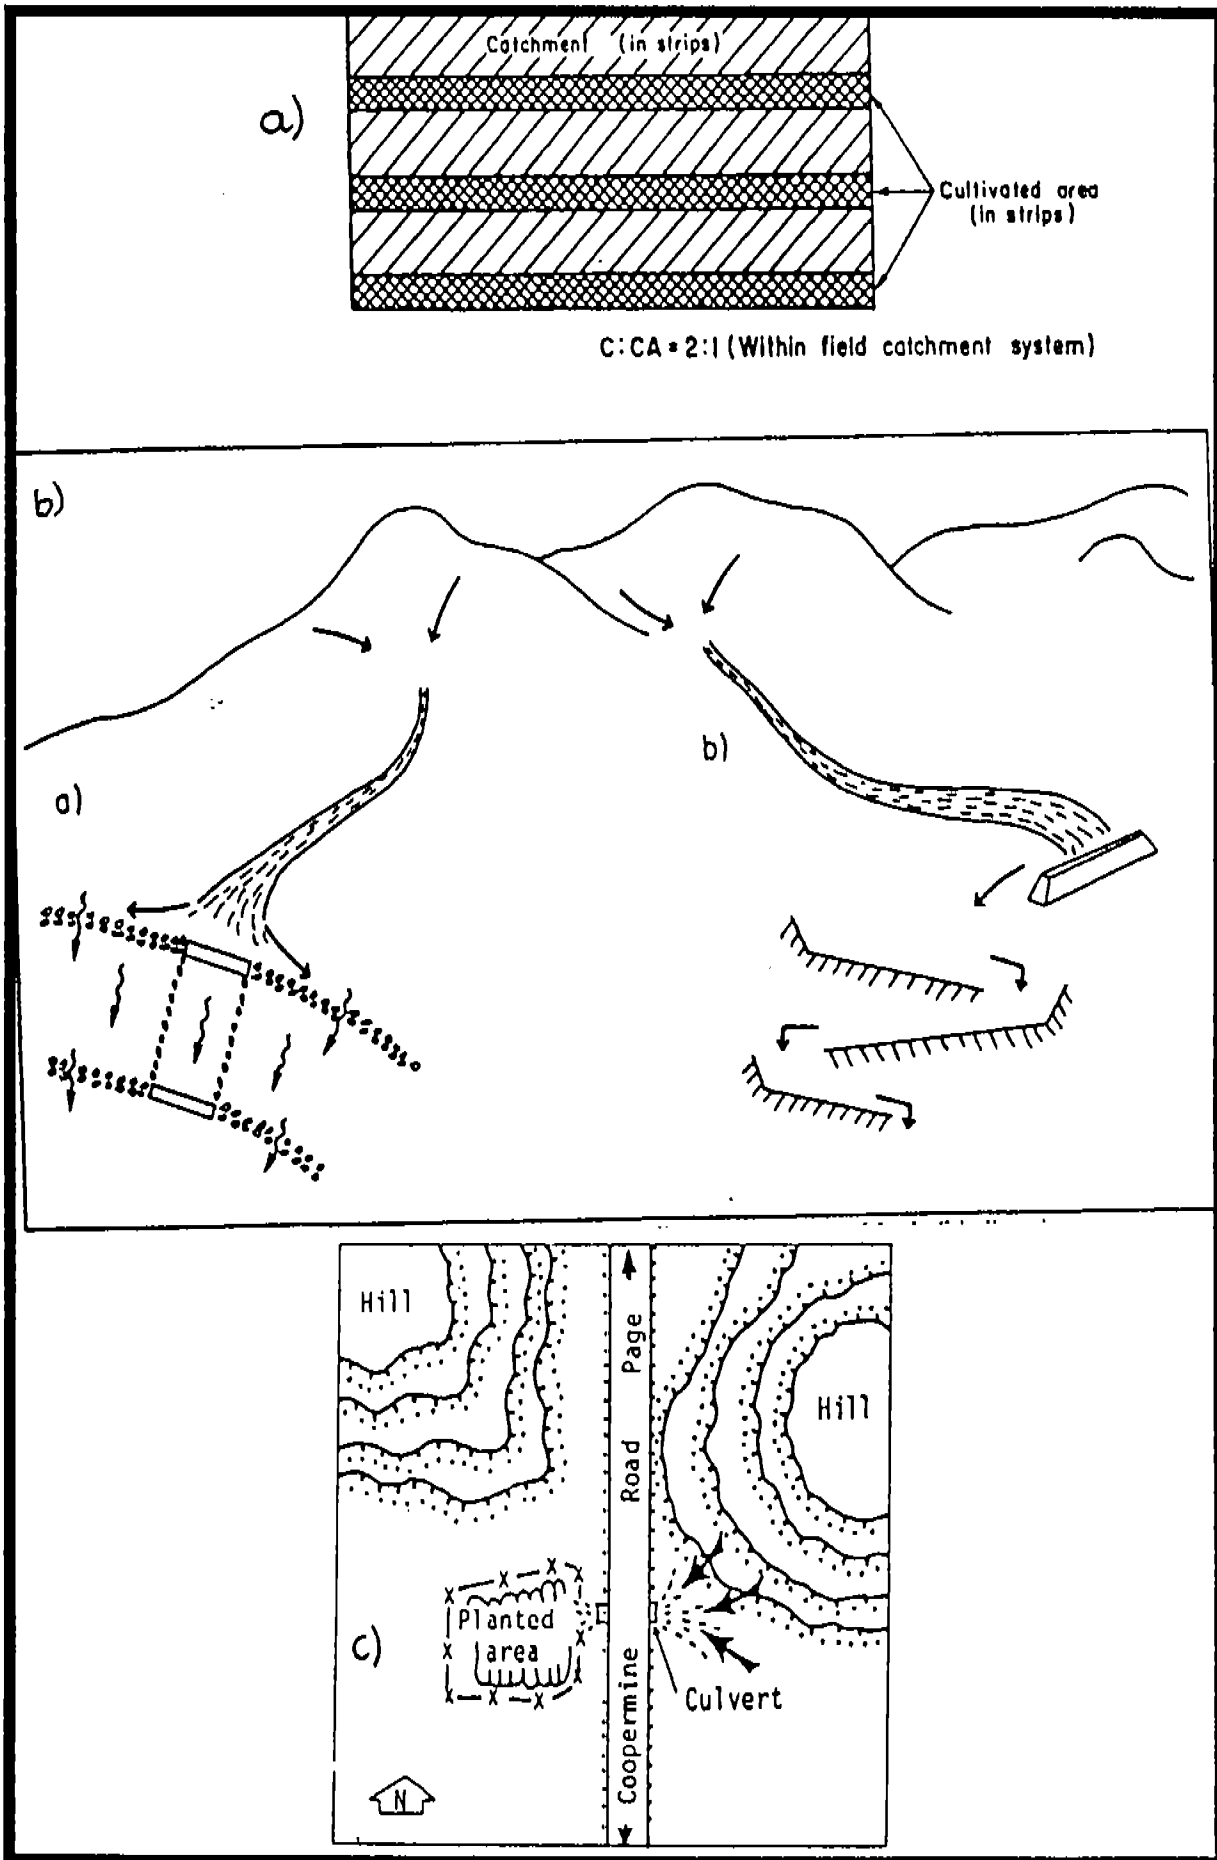 Catchment (in strips)
a)
Cultivated area
(in strips)
C:CA = 2:1 (Within field catchment system)
b)
b)
a)
Hill
Hill
Coopermine Road Page
Planted
area
c)
Culvert
N